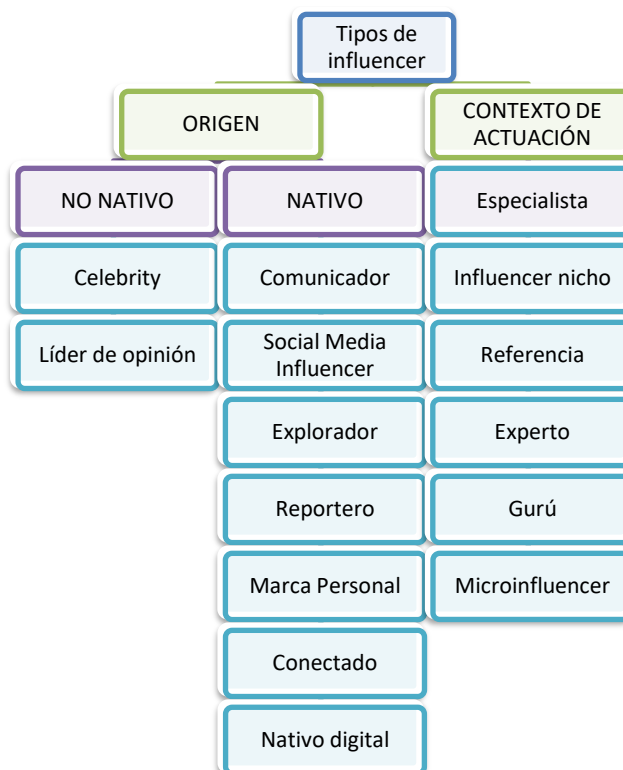 Tipos de
influencer
ORIGEN
CONTEXTO DE
ACTUACIÓN
NO NATIVO
NATIVO
Especialista
Celebrity
Comunicador
Influencer nicho
Líder de opinión
Social Media
Influencer
Referencia
Explorador
Experto
Reportero
Gurú
Marca Personal
Microinfluencer
Conectado
Nativo digital